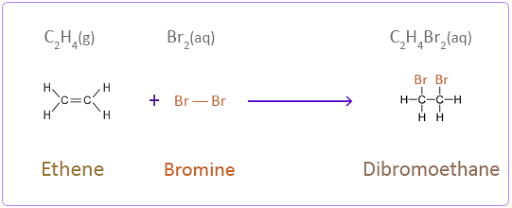 C₂H₄(g) Br₂(aq) C₂H₄Br₂(aq)
Br Br
H H
C=C + Br — Br H-C-C-H
H H H H
Ethene Bromine Dibromoethane